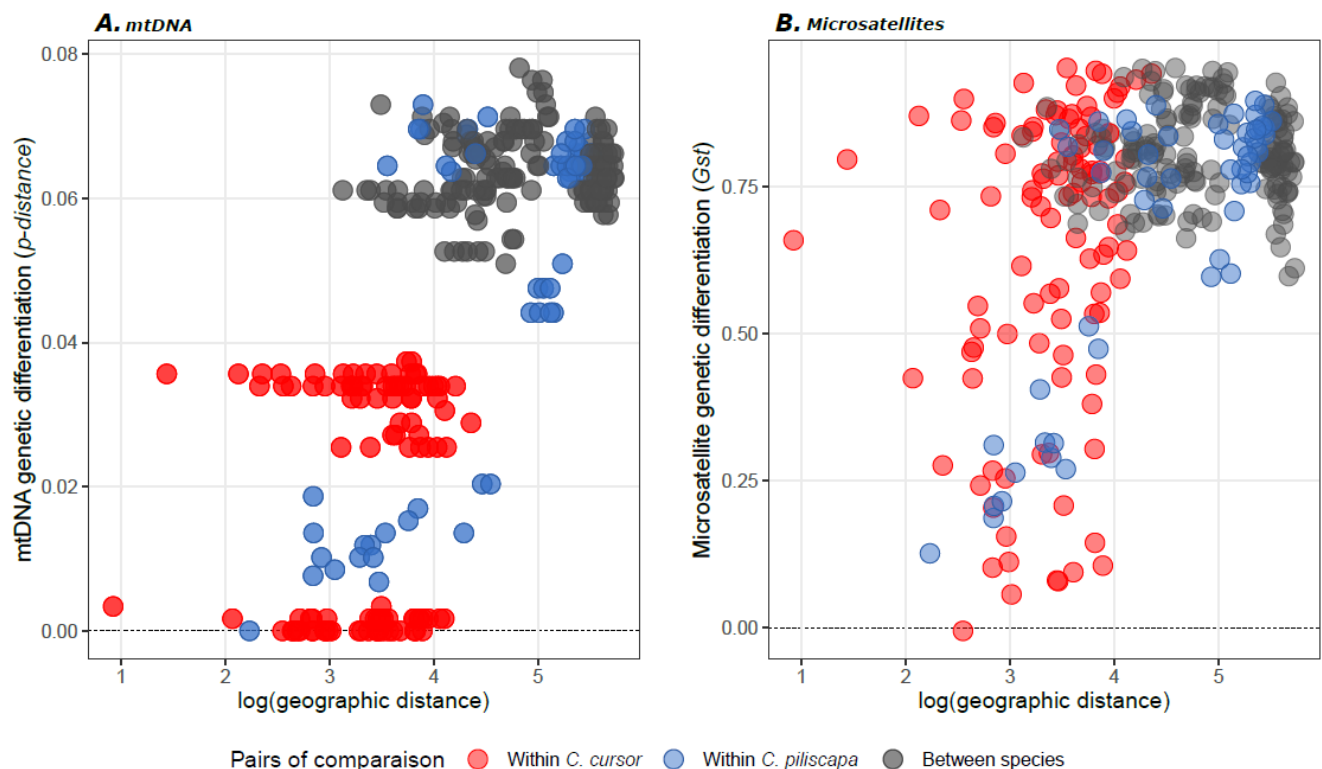 A. mtDNA
B. Microsatellites
mtDNA genetic differentiation (p-distance)
0.08
0.06
0.04
0.02
0.00
1 2 3 4 5
log(geographic distance)
Microsatellite genetic differentiation (Gst)
0.75
0.50
0.25
0.00
1 2 3 4 5
log(geographic distance)
Pairs of comparison Within C. cursor Within C. piliscapa Between species